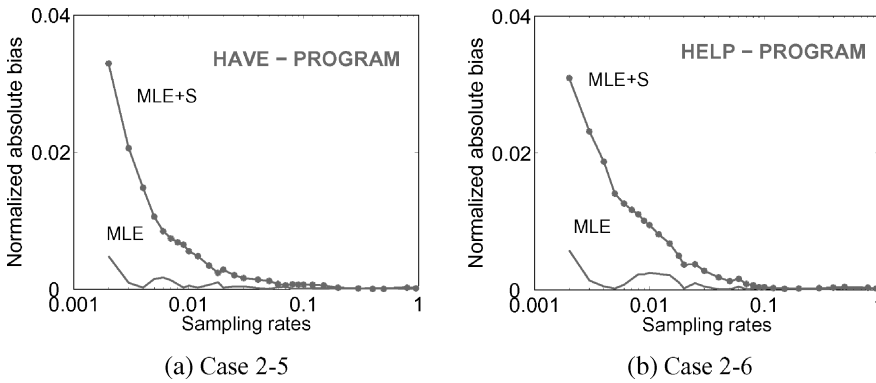 0.04
HAVE − PROGRAM
MLE+S
0.02
MLE
0
0.001
0.01
0.1
1
Sampling rates
Normalized absolute bias
(a) Case 2-5
0.04
HELP − PROGRAM
MLE+S
0.02
MLE
0
0.001
0.01
0.1
1
Sampling rates
Normalized absolute bias
(b) Case 2-6